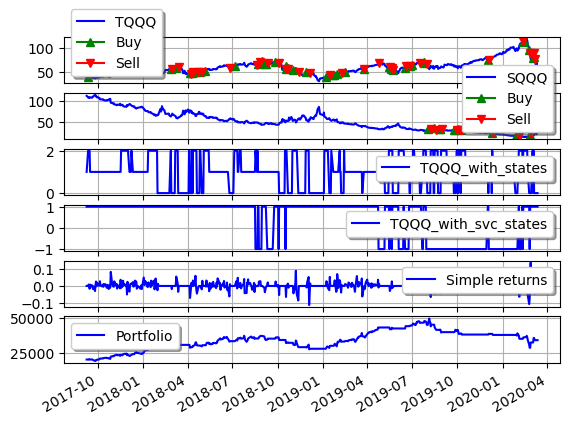 TQQQ
Buy
Sell
100
50
SQQQ
Buy
Sell
100
50
2
0
TQQQ_with_states
1
−1
TQQQ_with_svc_states
0.1
0.0
−0.1
Simple returns
50000
25000
Portfolio
2017-10 2018-01 2018-04 2018-07 2018-10 2019-01 2019-04 2019-07 2019-10 2020-01 2020-04